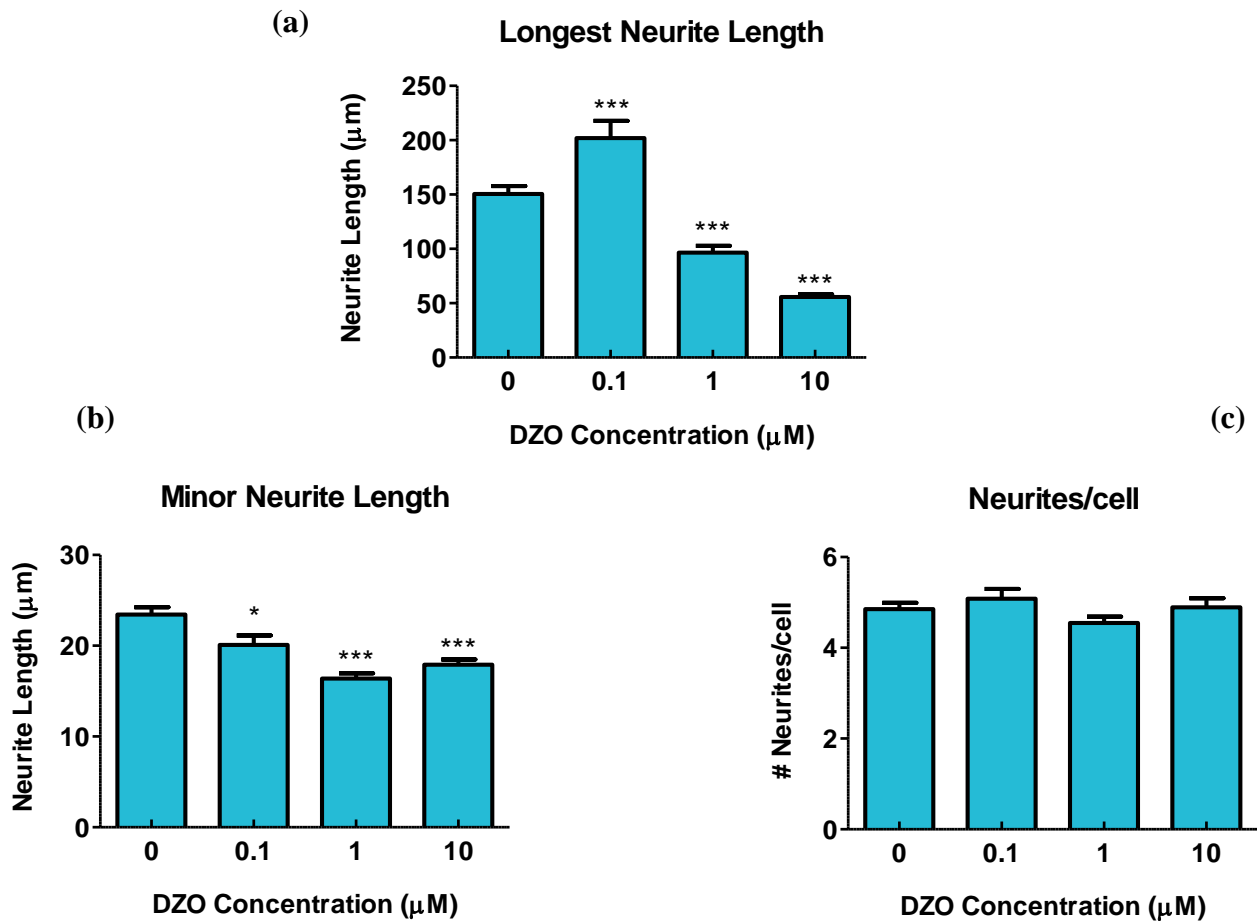 (a)
Longest Neurite Length
Neurite Length (µm)
250
200
150
100
50
0
***
***
***
0 0.1 1 10
DZO Concentration (µM)
(b)
Minor Neurite Length
Neurite Length (µm)
30
20
10
0
*
***
***
0 0.1 1 10
DZO Concentration (µM)
(c)
Neurites/cell
# Neurites/cell
6
4
2
0
0 0.1 1 10
DZO Concentration (µM)